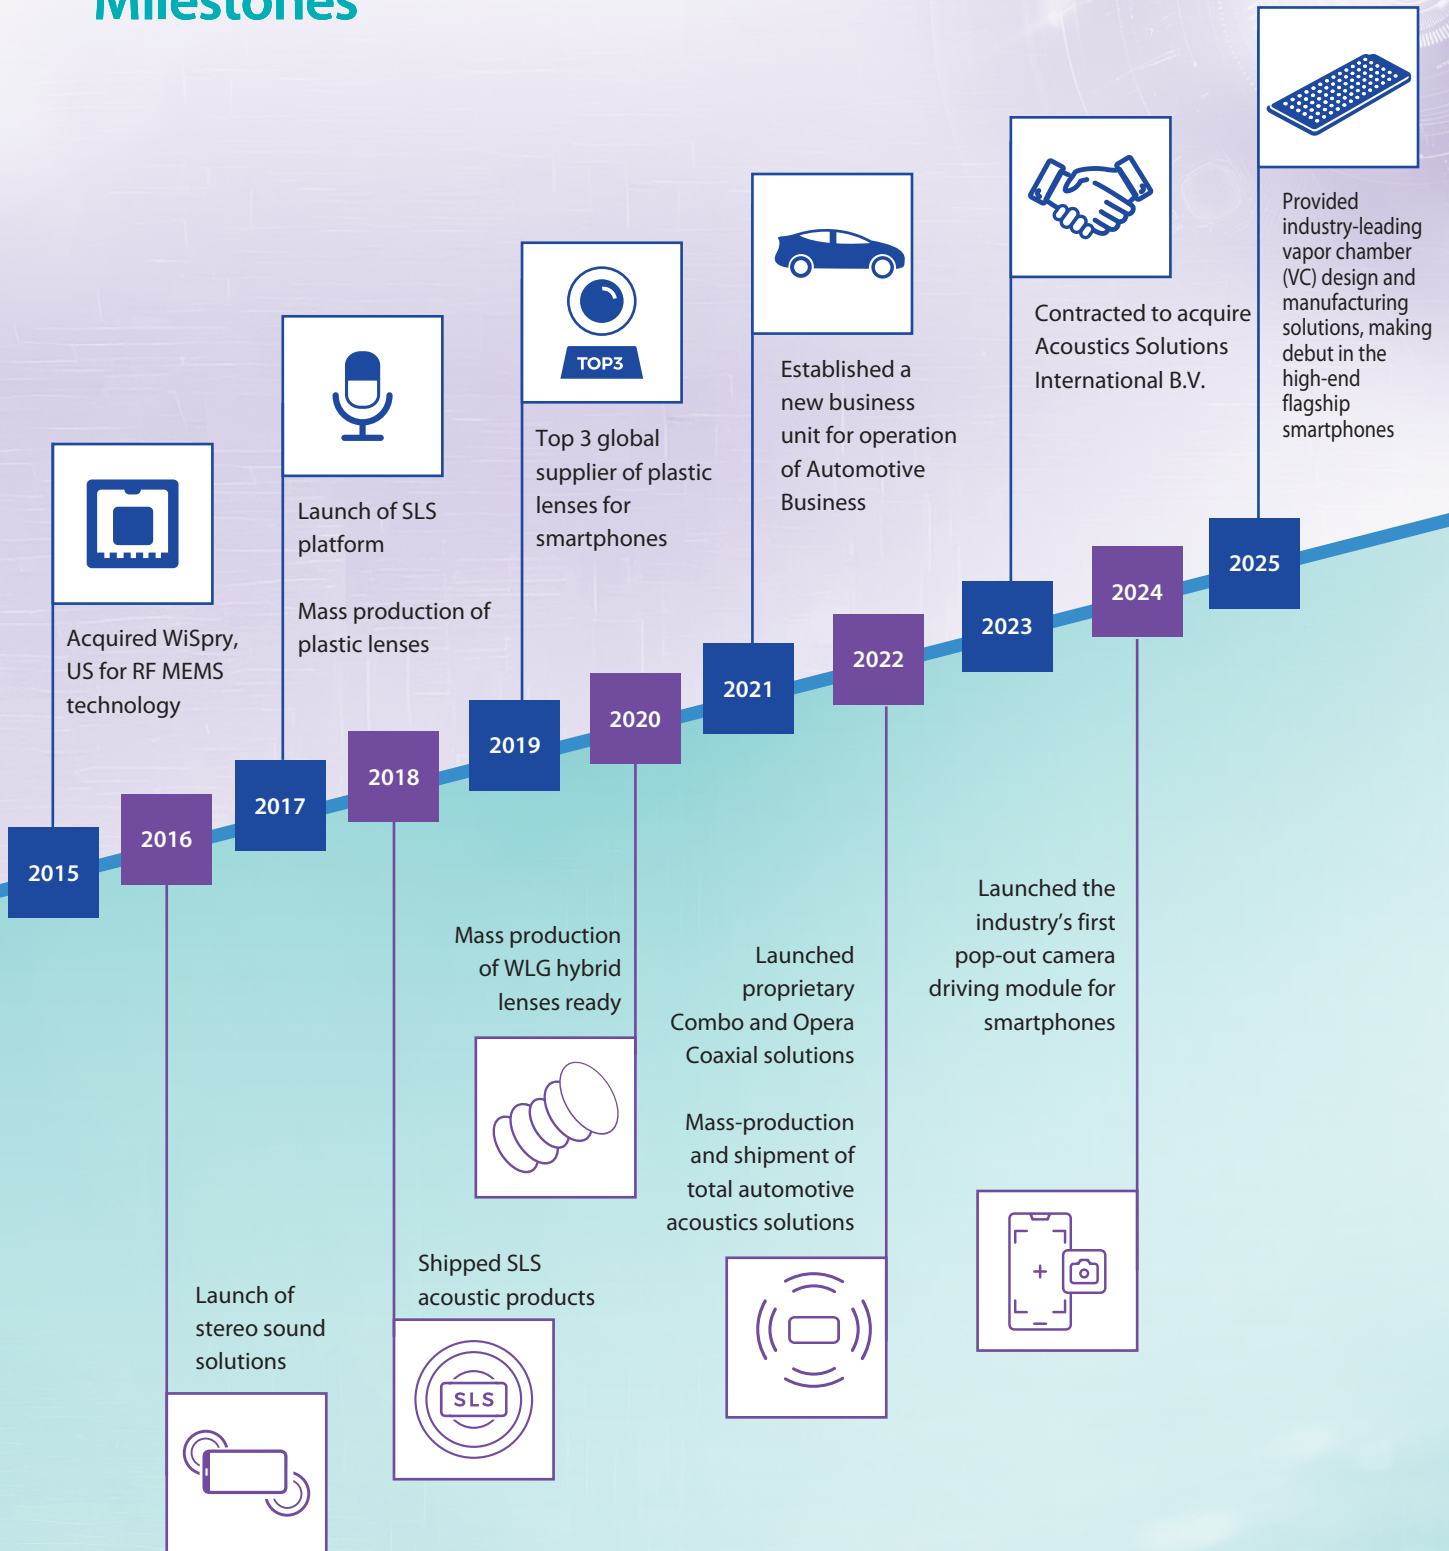 Milestones
2015
Acquired WiSpry,
US for RF MEMS
technology
2016
Launch of
stereo sound
solutions
2017
Launch of SLS
platform
Mass production of
plastic lenses
2018
Shipped SLS
acoustic products
SLS
2019
TOP3
Top 3 global
supplier of plastic
lenses for
smartphones
2020
Mass production
of WLG hybrid
lenses ready
2021
Established a
new business
unit for operation
of Automotive
Business
2022
Launched
proprietary
Combo and Opera
Coaxial solutions
Mass-production
and shipment of
total automotive
acoustics solutions
2023
Contracted to acquire
Acoustics Solutions
International B.V.
2024
Launched the
industry’s first
pop-out camera
driving module for
smartphones
2025
Provided
industry-leading
vapor chamber
(VC) design and
manufacturing
solutions, making
debut in the
high-end
flagship
smartphones